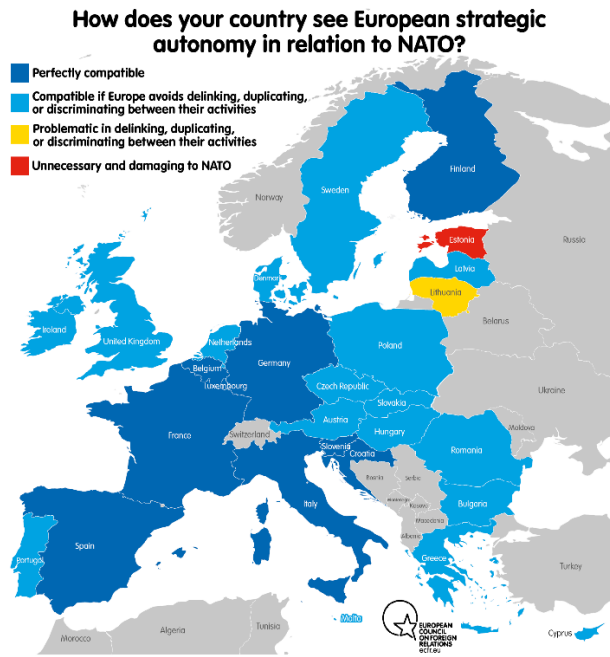 How does your country see European strategic
autonomy in relation to NATO?
Perfectly compatible
Compatible if Europe avoids delinking, duplicating,
or discriminating between their activities
Problematic in delinking, duplicating,
or discriminating between their activities
Unnecessary and damaging to NATO
Finland
Sweden
Norway
Russia
Estonia
Latvia
Denmark
Lithuania
Ireland
United Kingdom
Netherlands
Belarus
Poland
Germany
Belgium
Luxembourg
Czech Republic
Ukraine
Slovakia
Austria
Moldova
France
Switzerland
Hungary
Slovenia
Croatia
Romania
Bosnia
Serbia
Italy
Kosovo
Bulgaria
Macedonia
Albania
Spain
Portugal
Greece
Turkey
Malta
Cyprus
Tunisia
Algeria
Morocco
EUROPEAN
COUNCIL
ON FOREIGN
RELATIONS
ecfr.eu